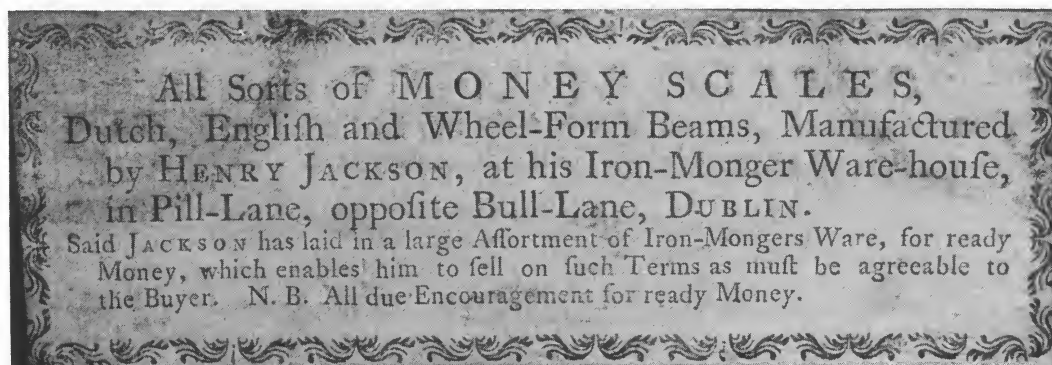 All Sorts of MONEY SCALES,
Dutch, Engliſh and Wheel-Form Beams, Manufactured
by HENRY JACKSON, at his Iron-Monger Ware-houſe,
in Pill-Lane, oppoſite Bull-Lane, DUBLIN.
Said JACKSON has laid in a large Aſſortment of Iron-Mongers Ware, for ready
Money, which enables him to ſell on ſuch Terms as muſt be agreeable to
the Buyer. N. B. All due Encouragement for ready Money.